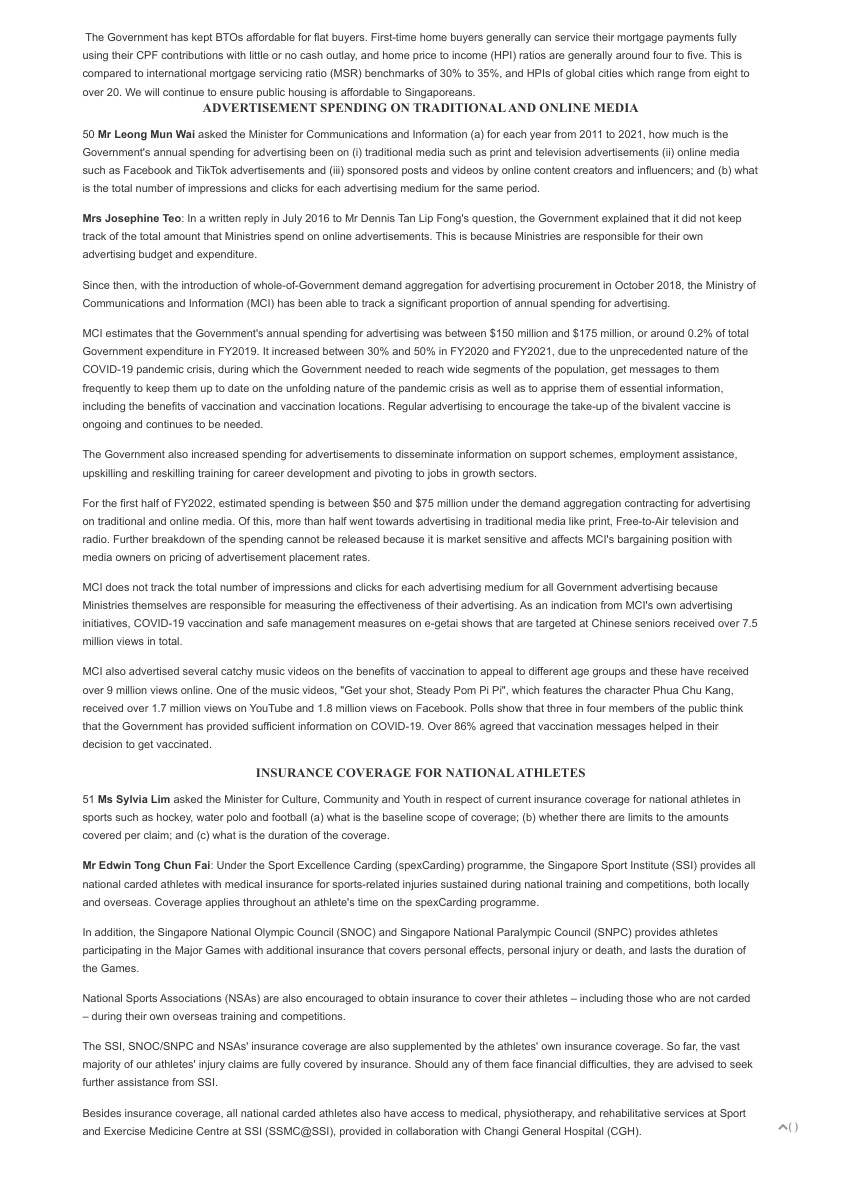 The Government has kept BTOs affordable for flat buyers. First-time home buyers generally can service their mortgage payments fully
using their CPF contributions with little or no cash outlay, and home price to income (HPI) ratios are generally around four to five. This is
compared to international mortgage servicing ratio (MSR) benchmarks of 30% to 35%, and HPIs of global cities which range from eight to
over 20. We will continue to ensure public housing is affordable to Singaporeans.
ADVERTISEMENT SPENDING ON TRADITIONAL AND ONLINE MEDIA
50 Mr Leong Mun Wai asked the Minister for Communications and Information (a) for each year from 2011 to 2021, how much is the
Government's annual spending for advertising been on (i) traditional media such as print and television advertisements (ii) online media
such as Facebook and TikTok advertisements and (iii) sponsored posts and videos by online content creators and influencers; and (b) what
is the total number of impressions and clicks for each advertising medium for the same period.
Mrs Josephine Teo: In a written reply in July 2016 to Mr Dennis Tan Lip Fong's question, the Government explained that it did not keep
track of the total amount that Ministries spend on online advertisements. This is because Ministries are responsible for their own
advertising budget and expenditure.
Since then, with the introduction of whole-of-Government demand aggregation for advertising procurement in October 2018, the Ministry of
Communications and Information (MCI) has been able to track a significant proportion of annual spending for advertising.
MCI estimates that the Government's annual spending for advertising was between $150 million and $175 million, or around 0.2% of total
Government expenditure in FY2019. It increased between 30% and 50% in FY2020 and FY2021, due to the unprecedented nature of the
COVID-19 pandemic crisis, during which the Government needed to reach wide segments of the population, get messages to them
frequently to keep them up to date on the unfolding nature of the pandemic crisis as well as to apprise them of essential information,
including the benefits of vaccination and vaccination locations. Regular advertising to encourage the take-up of the bivalent vaccine is
ongoing and continues to be needed.
The Government also increased spending for advertisements to disseminate information on support schemes, employment assistance,
upskilling and reskilling training for career development and pivoting to jobs in growth sectors.
For the first half of FY2022, estimated spending is between $50 and $75 million under the demand aggregation contracting for advertising
on traditional and online media. Of this, more than half went towards advertising in traditional media like print, Free-to-Air television and
radio. Further breakdown of the spending cannot be released because it is market sensitive and affects MCI's bargaining position with
media owners on pricing of advertisement placement rates.
MCI does not track the total number of impressions and clicks for each advertising medium for all Government advertising because
Ministries themselves are responsible for measuring the effectiveness of their advertising. As an indication from MCI's own advertising
initiatives, COVID-19 vaccination and safe management measures on e-getai shows that are targeted at Chinese seniors received over 7.5
million views in total.
MCI also advertised several catchy music videos on the benefits of vaccination to appeal to different age groups and these have received
over 9 million views online. One of the music videos, "Get your shot, Steady Pom Pi Pi", which features the character Phua Chu Kang,
received over 1.7 million views on YouTube and 1.8 million views on Facebook. Polls show that three in four members of the public think
that the Government has provided sufficient information on COVID-19. Over 86% agreed that vaccination messages helped in their
decision to get vaccinated.
INSURANCE COVERAGE FOR NATIONAL ATHLETES
51 Ms Sylvia Lim asked the Minister for Culture, Community and Youth in respect of current insurance coverage for national athletes in
sports such as hockey, water polo and football (a) what is the baseline scope of coverage; (b) whether there are limits to the amounts
covered per claim; and (c) what is the duration of the coverage.
Mr Edwin Tong Chun Fai: Under the Sport Excellence Carding (spexCarding) programme, the Singapore Sport Institute (SSI) provides all
national carded athletes with medical insurance for sports-related injuries sustained during national training and competitions, both locally
and overseas. Coverage applies throughout an athlete's time on the spexCarding programme.
In addition, the Singapore National Olympic Council (SNOC) and Singapore National Paralympic Council (SNPC) provides athletes
participating in the Major Games with additional insurance that covers personal effects, personal injury or death, and lasts the duration of
the Games.
National Sports Associations (NSAs) are also encouraged to obtain insurance to cover their athletes – including those who are not carded
– during their own overseas training and competitions.
The SSI, SNOC/SNPC and NSAs' insurance coverage are also supplemented by the athletes' own insurance coverage. So far, the vast
majority of our athletes' injury claims are fully covered by insurance. Should any of them face financial difficulties, they are advised to seek
further assistance from SSI.
Besides insurance coverage, all national carded athletes also have access to medical, physiotherapy, and rehabilitative services at Sport
and Exercise Medicine Centre at SSI (SSMC@SSI), provided in collaboration with Changi General Hospital (CGH).
( )